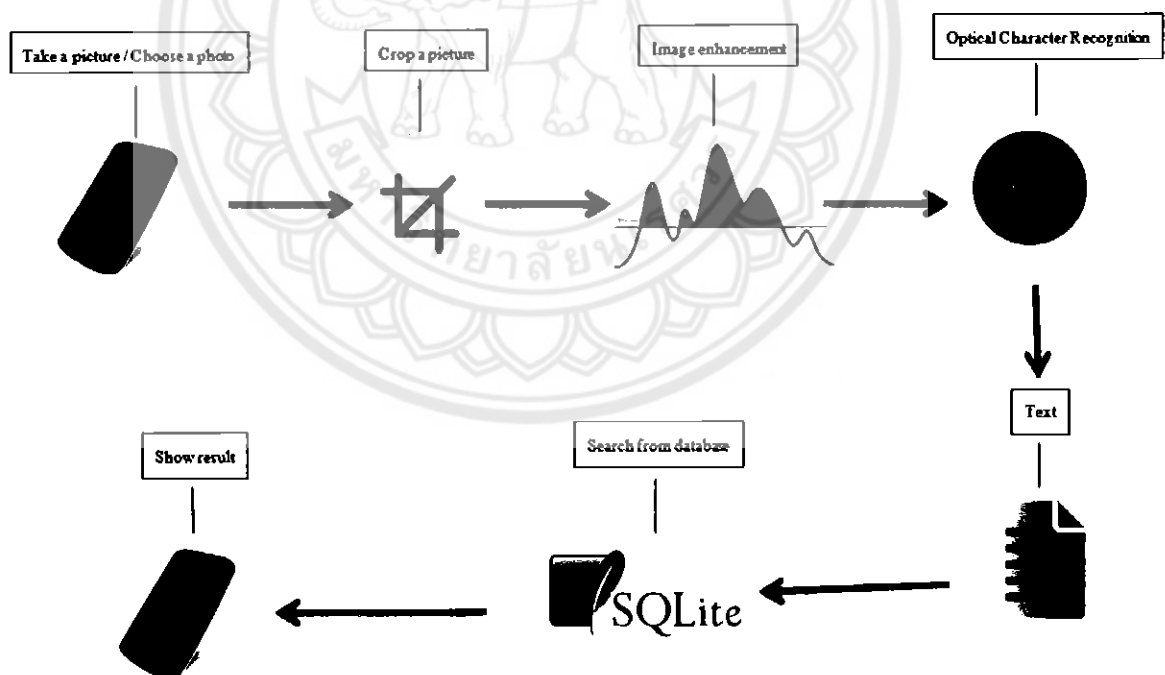 Take a picture / Choose a photo
Crop a picture
Image enhancement
Optical Character Recognition
Text
Search from database
SQLite
Show result